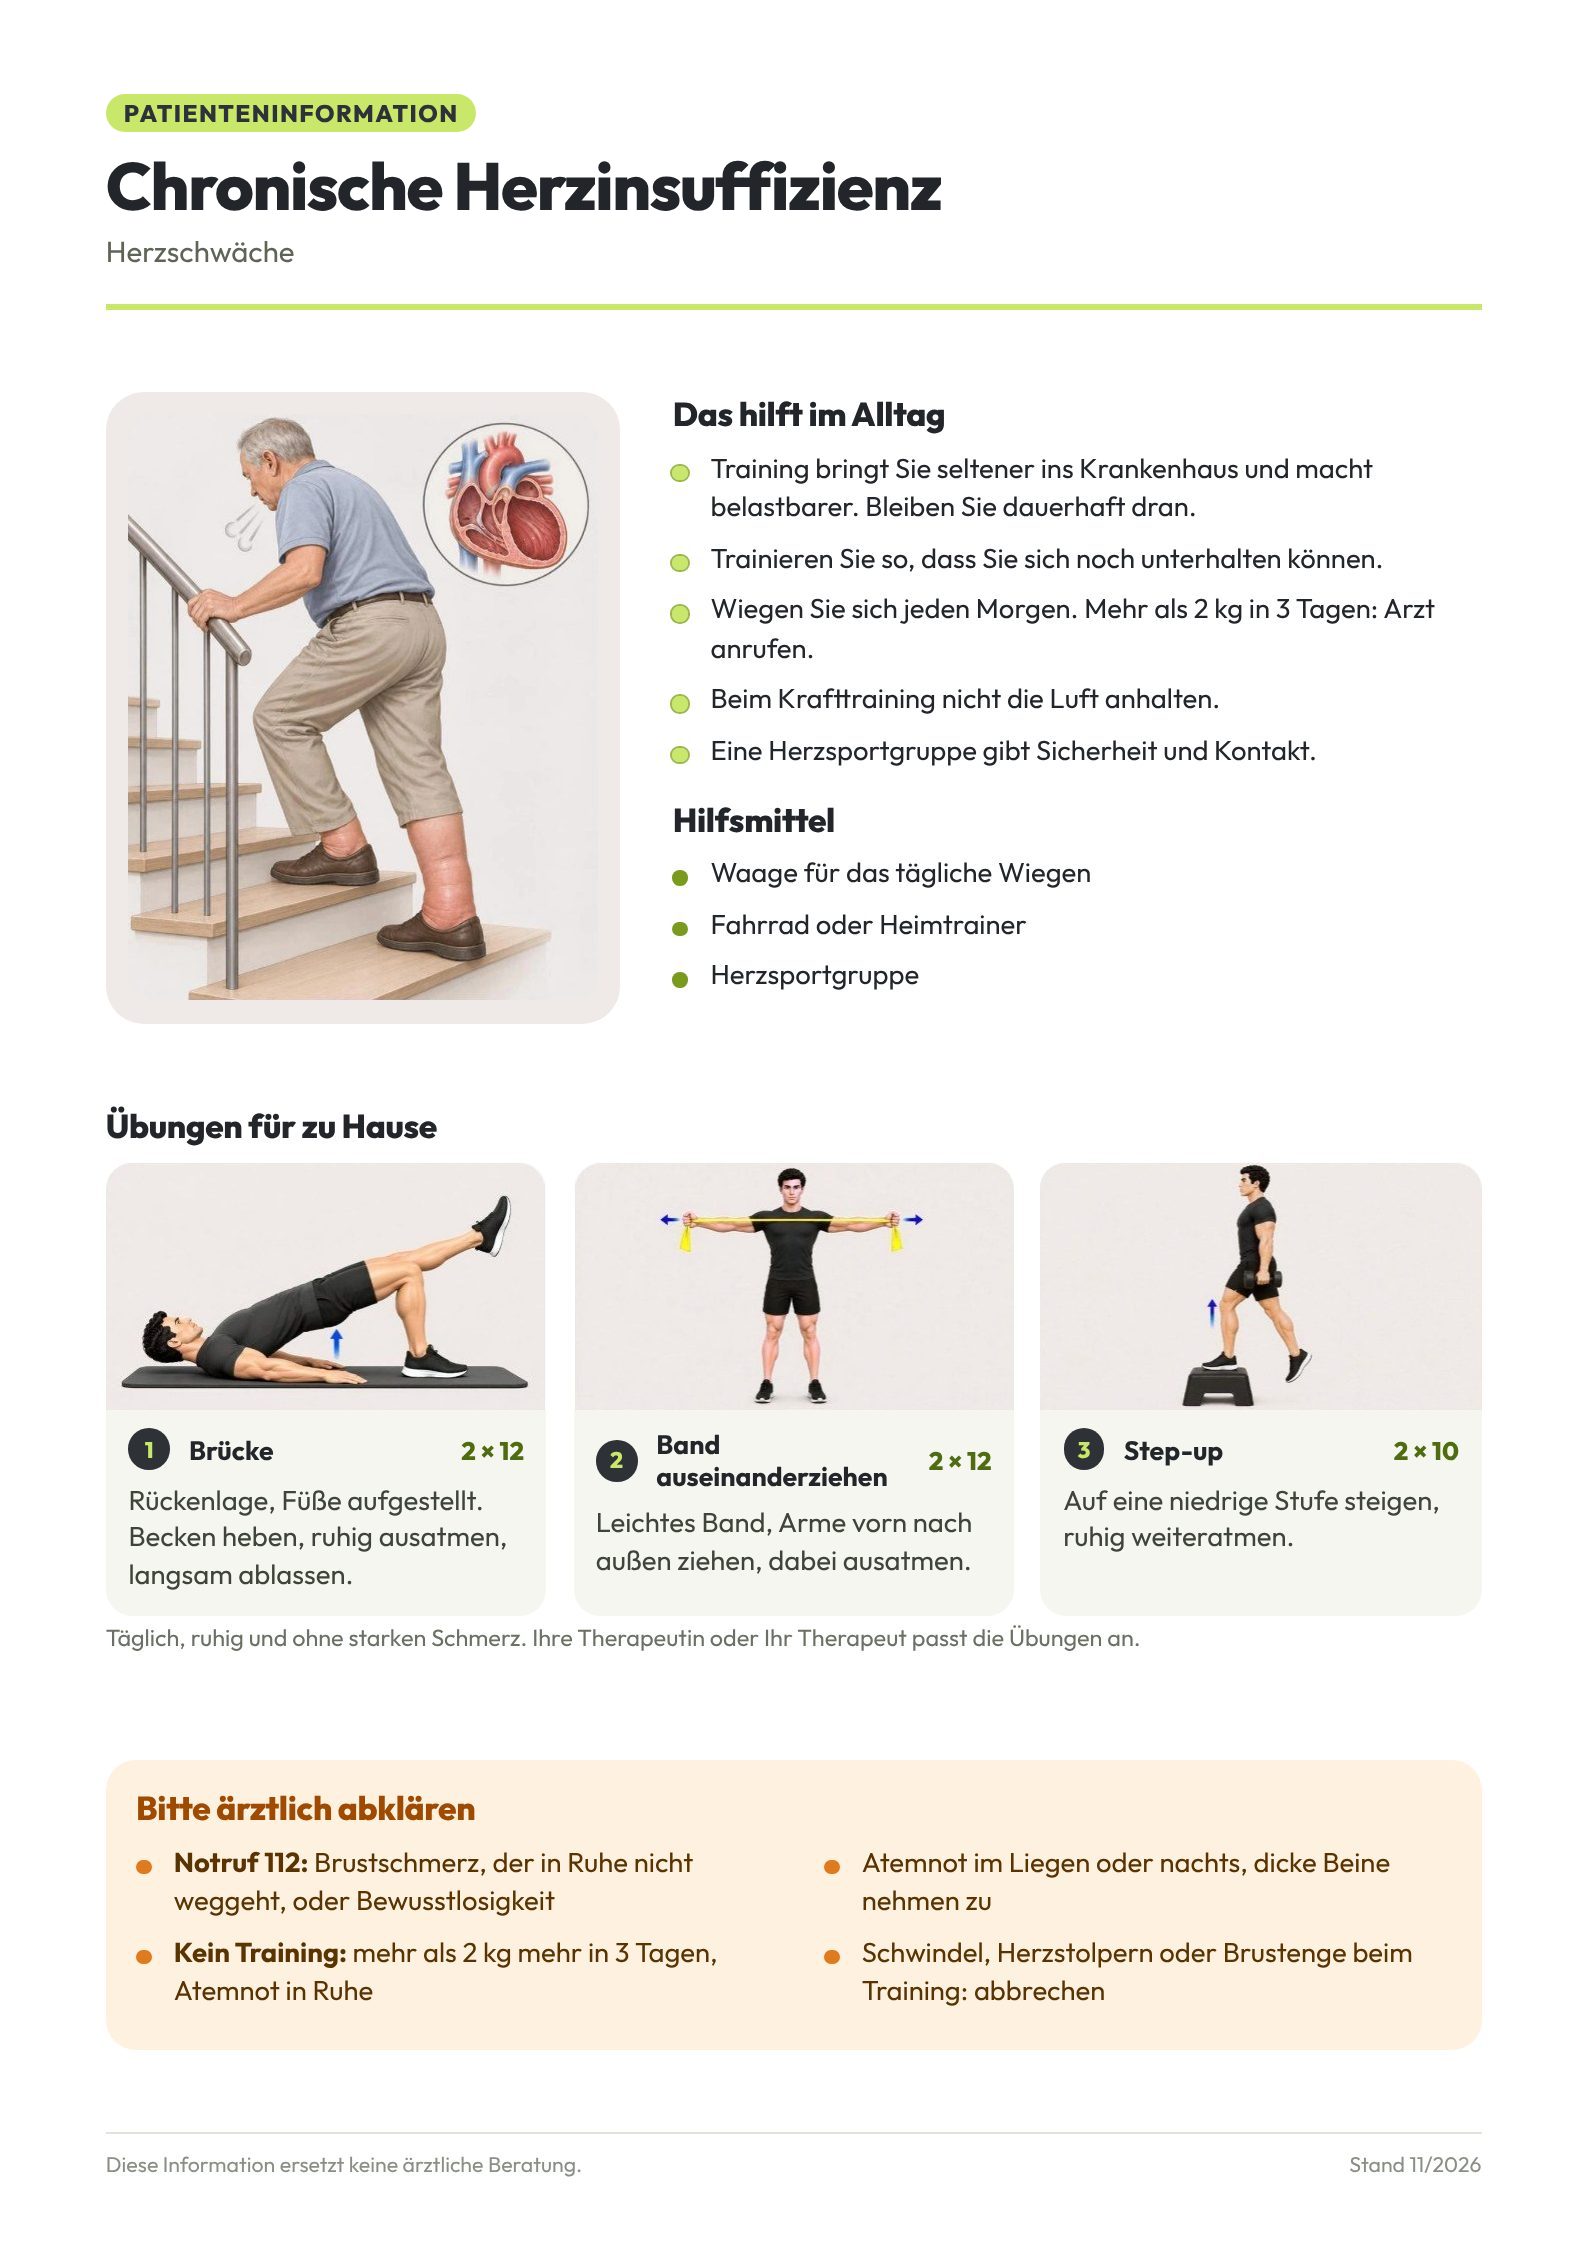 PATIENTENINFORMATION
Chronische Herzinsuffizienz
Herzschwäche
Das hilft im Alltag
Training bringt Sie seltener ins Krankenhaus und macht
belastbarer. Bleiben Sie dauerhaft dran.
Trainieren Sie so, dass Sie sich noch unterhalten können.
Wiegen Sie sich jeden Morgen. Mehr als 2 kg in 3 Tagen: Arzt
anrufen.
Beim Krafttraining nicht die Luft anhalten.
Eine Herzsportgruppe gibt Sicherheit und Kontakt.
Hilfsmittel
Waage für das tägliche Wiegen
Fahrrad oder Heimtrainer
Herzsportgruppe
Übungen für zu Hause
1 Brücke 2 × 12
Rückenlage, Füße aufgestellt.
Becken heben, ruhig ausatmen,
langsam ablassen.
2 Band
auseinanderziehen 2 × 12
Leichtes Band, Arme vorn nach
außen ziehen, dabei ausatmen.
3 Step-up 2 × 10
Auf eine niedrige Stufe steigen,
ruhig weiteratmen.
Täglich, ruhig und ohne starken Schmerz. Ihre Therapeutin oder Ihr Therapeut passt die Übungen an.
Bitte ärztlich abklären
Notruf 112: Brustschmerz, der in Ruhe nicht
weggeht, oder Bewusstlosigkeit
Kein Training: mehr als 2 kg mehr in 3 Tagen,
Atemnot in Ruhe
Atemnot im Liegen oder nachts, dicke Beine
nehmen zu
Schwindel, Herzstolpern oder Brustenge beim
Training: abbrechen
Diese Information ersetzt keine ärztliche Beratung.
Stand 11/2026